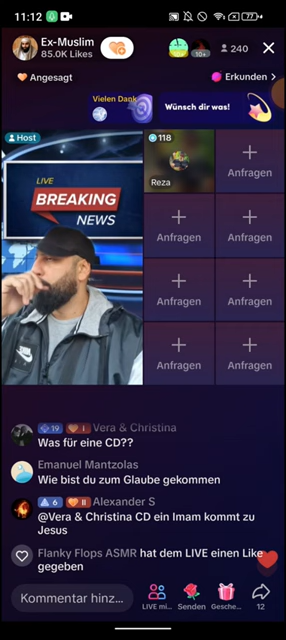 11:12
77
Ex-Muslim
85.0K Likes
10+
240
Angesagt
Erkunden
Vielen Dank
Wünsch dir was!
Host
118
LIVE
BREAKING
NEWS
Reza
Anfragen
Anfragen
Anfragen
Anfragen
Anfragen
Anfragen
Anfragen
19 I Vera & Christina
Was für eine CD??
Emanuel Mantzolas
Wie bist du zum Glaube gekommen
6 II Alexander S
@Vera & Christina CD ein Imam kommt zu
Jesus
Flanky Flops ASMR hat dem LIVE einen Like
gegeben
Kommentar hinz...
LIVE mi...
Senden
Gesche...
12